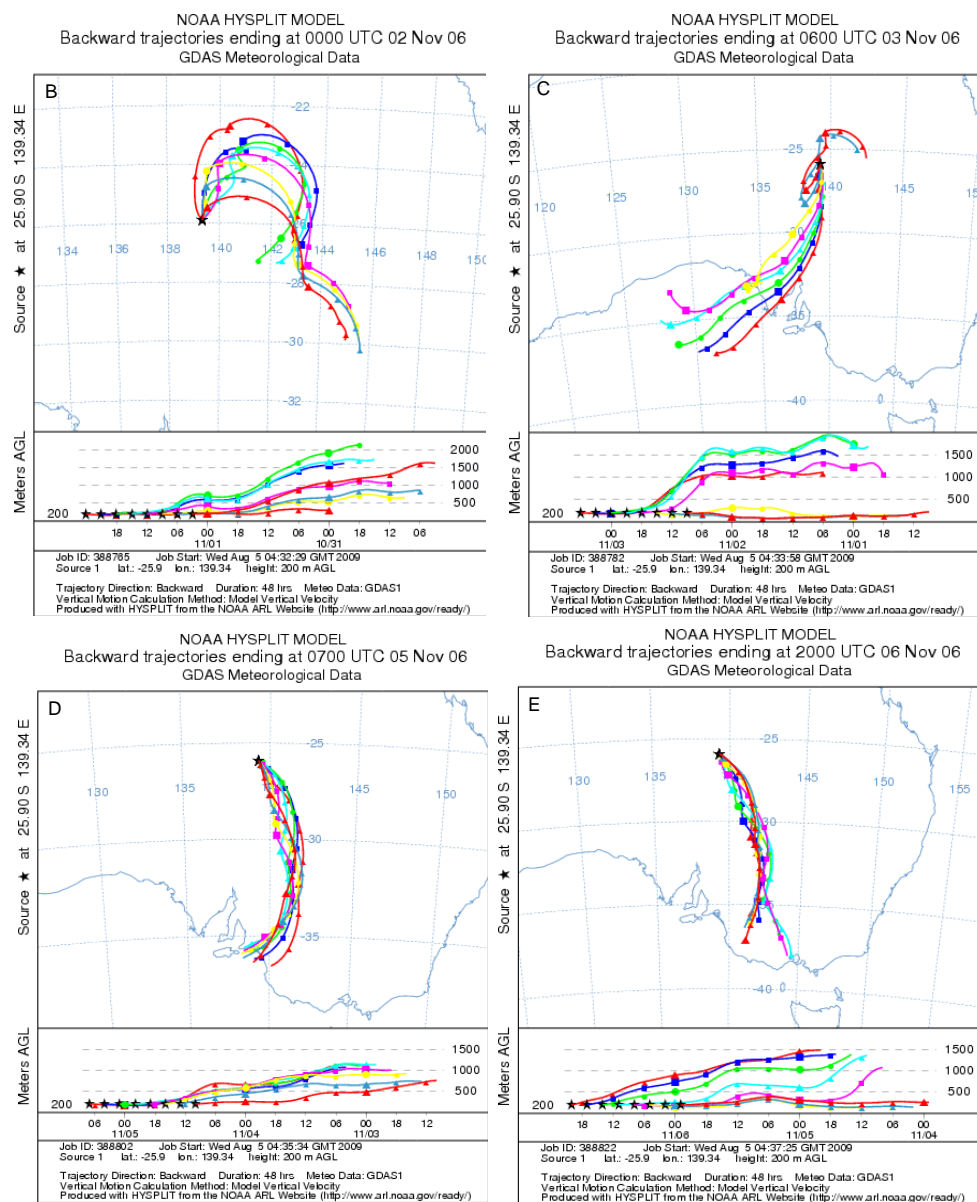 NOAA HYSPLIT MODEL
Backward trajectories ending at 0000 UTC 02 Nov 06
GDAS Meteorological Data
B
Source ★ at 25.90 S 139.34 E
-22
-24
-26
-28
-30
-32
134 136 138 140 142 144 146 148 150
Meters AGL
2000
1500
1000
500
200
18 12 06 00 18 12 06 00 18 12 06
11/01 10/31
Job ID: 388765 Job Start: Wed Aug 5 04:32:29 GMT 2009
Source 1 lat.: -25.9 lon.: 139.34 height: 200 m AGL
Trajectory Direction: Backward Duration: 48 hrs Meteo Data: GDAS1
Vertical Motion Calculation Method: Model Vertical Velocity
Produced with HYSPLIT from the NOAA ARL Website (http://www.arl.noaa.gov/ready/)
NOAA HYSPLIT MODEL
Backward trajectories ending at 0600 UTC 03 Nov 06
GDAS Meteorological Data
C
Source ★ at 25.90 S 139.34 E
-25
-30
-35
-40
120 125 130 135 140 145 150
Meters AGL
1500
1000
500
200
00 18 12 06 00 18 12 06 00 18 12
11/03 11/02 11/01
Job ID: 388782 Job Start: Wed Aug 5 04:33:58 GMT 2009
Source 1 lat.: -25.9 lon.: 139.34 height: 200 m AGL
Trajectory Direction: Backward Duration: 48 hrs Meteo Data: GDAS1
Vertical Motion Calculation Method: Model Vertical Velocity
Produced with HYSPLIT from the NOAA ARL Website (http://www.arl.noaa.gov/ready/)
NOAA HYSPLIT MODEL
Backward trajectories ending at 0700 UTC 05 Nov 06
GDAS Meteorological Data
D
Source ★ at 25.90 S 139.34 E
-25
-30
-35
130 135 140 145 150
Meters AGL
1500
1000
500
200
06 00 18 12 06 00 18 12 06 00 18 12
11/05 11/04 11/03
Job ID: 388802 Job Start: Wed Aug 5 04:35:34 GMT 2009
Source 1 lat.: -25.9 lon.: 139.34 height: 200 m AGL
Trajectory Direction: Backward Duration: 48 hrs Meteo Data: GDAS1
Vertical Motion Calculation Method: Model Vertical Velocity
Produced with HYSPLIT from the NOAA ARL Website (http://www.arl.noaa.gov/ready/)
NOAA HYSPLIT MODEL
Backward trajectories ending at 2000 UTC 06 Nov 06
GDAS Meteorological Data
E
Source ★ at 25.90 S 139.34 E
-25
-30
-35
-40
130 135 140 145 150 155
Meters AGL
1500
1000
500
200
18 12 06 00 18 12 06 00 18 12 06 00
11/06 11/05 11/04
Job ID: 388822 Job Start: Wed Aug 5 04:37:25 GMT 2009
Source 1 lat.: -25.9 lon.: 139.34 height: 200 m AGL
Trajectory Direction: Backward Duration: 48 hrs Meteo Data: GDAS1
Vertical Motion Calculation Method: Model Vertical Velocity
Produced with HYSPLIT from the NOAA ARL Website (http://www.arl.noaa.gov/ready/)